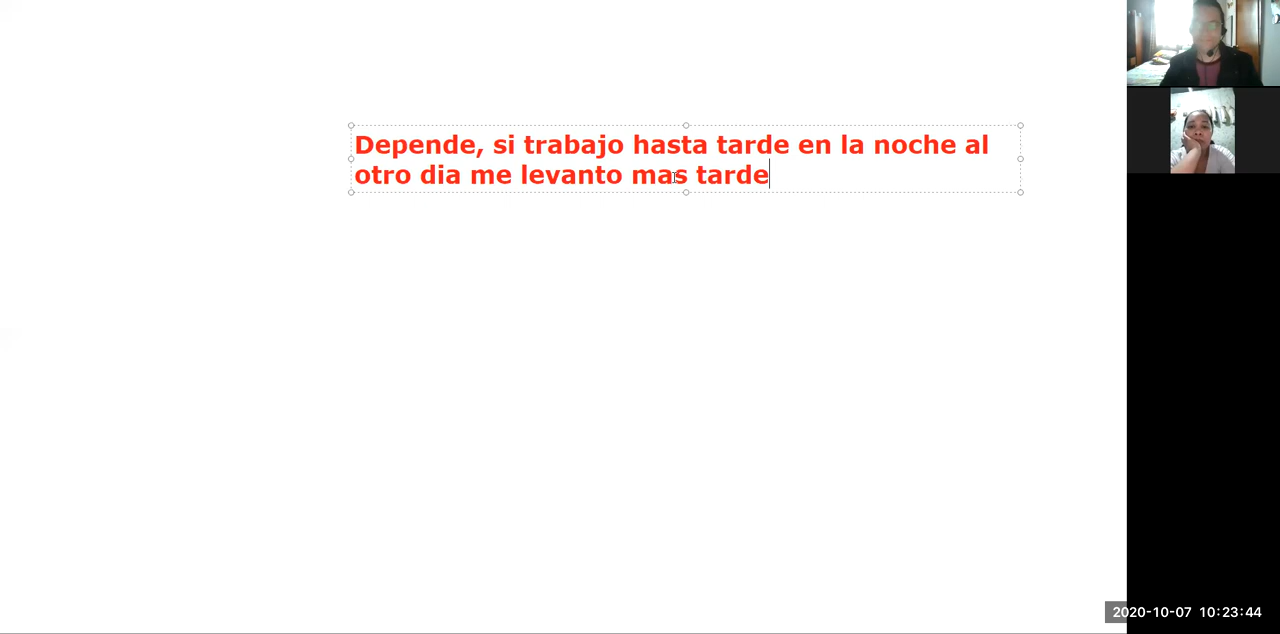 Depende, si trabajo hasta tarde en la noche al
otro dia me levanto mas tarde
2020-10-07 10:23:44